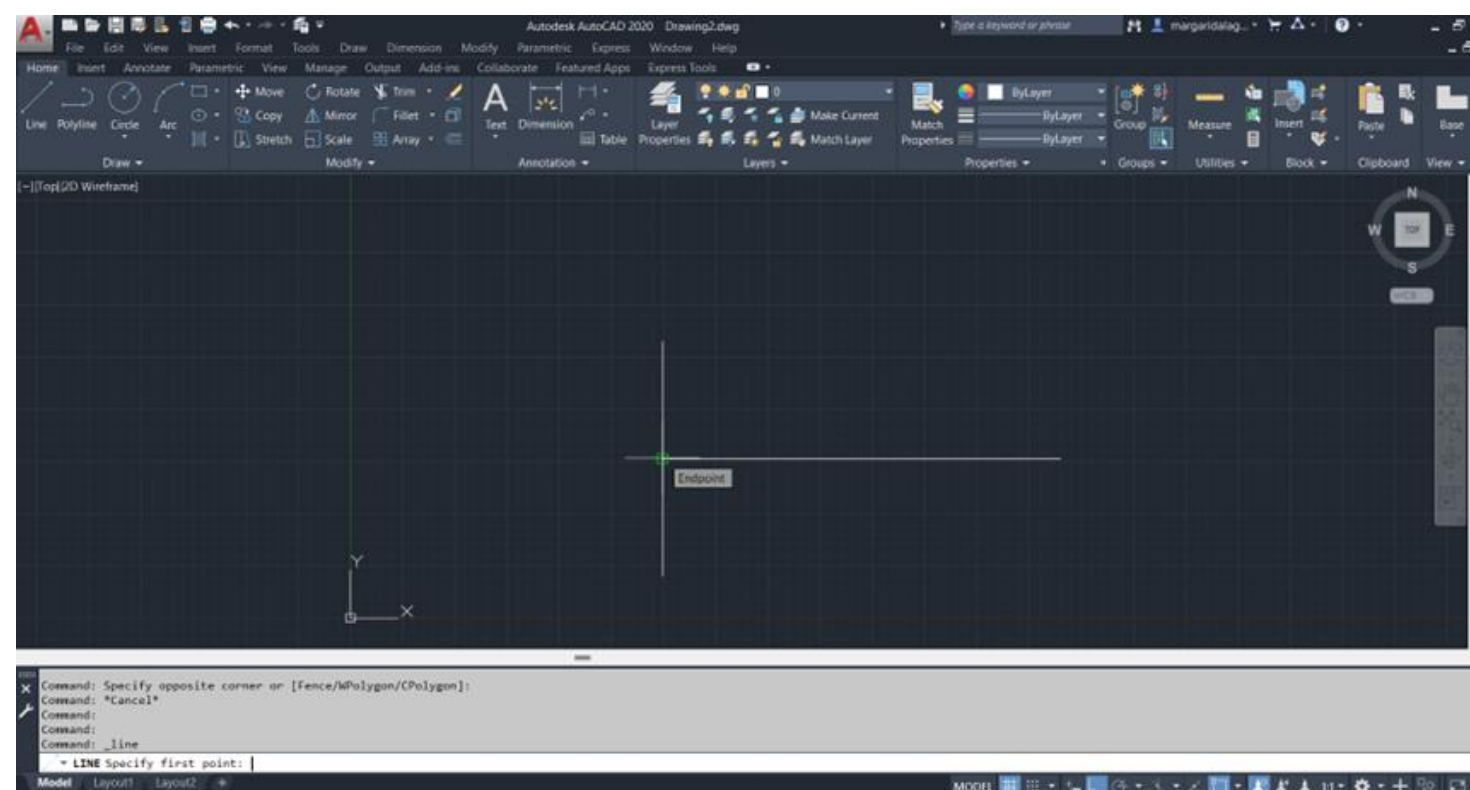 Autodesk AutoCAD 2020 Drawing2.dwg
Type a keyword or phrase
margaridalag...
File Edit View Insert Format Tools Draw Dimension Modify Parametric Express Window Help
Home Insert Annotate Parametric View Manage Output Add-ins Collaborate Featured Apps Express Tools
Line Polyline Circle Arc
Move Rotate Trim
Copy Mirror Fillet
Stretch Scale Array
Text Dimension
Table
Layer Properties
0
Make Current
Match Layer
Match Properties
ByLayer
ByLayer
ByLayer
Group
Measure
Insert
Paste
Base
Draw Modify Annotation Layers Properties Groups Utilities Block Clipboard View
[-][Top][2D Wireframe]
N
W TOP E
S
WCS
Endpoint
Y
X
Command: Specify opposite corner or [Fence/WPolygon/CPolygon]:
Command: *Cancel*
Command:
Command:
Command: _line
LINE Specify first point:
Model Layout1 Layout2 +
MODEL 1:1